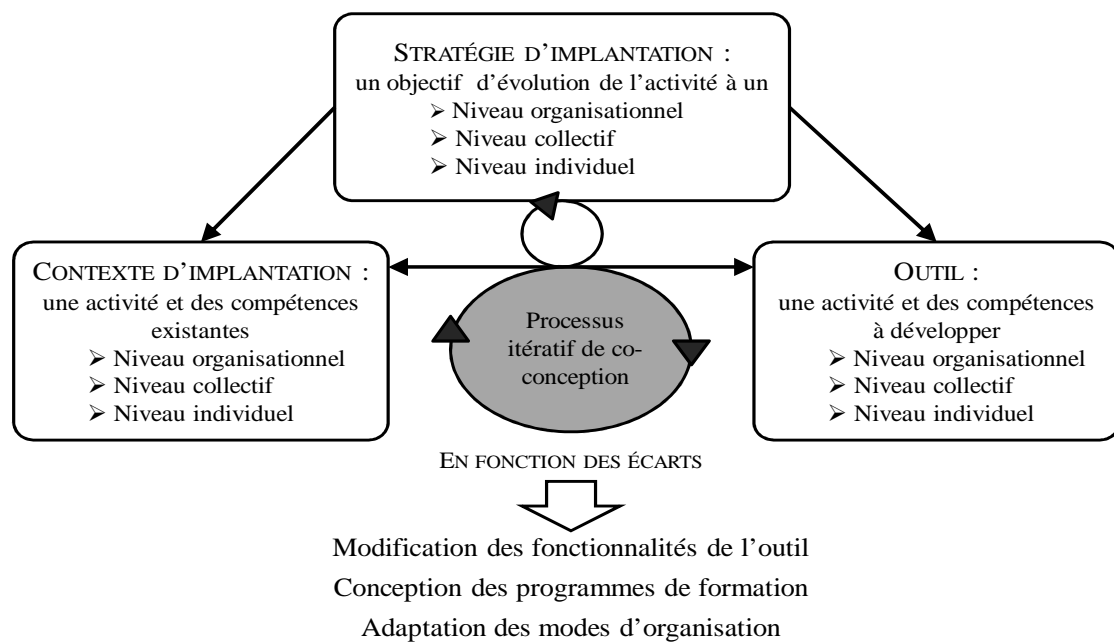 STRATÉGIE D’IMPLANTATION :
un objectif d’évolution de l’activité à un
➢ Niveau organisationnel
➢ Niveau collectif
➢ Niveau individuel
CONTEXTE D’IMPLANTATION :
une activité et des compétences
existantes
➢ Niveau organisationnel
➢ Niveau collectif
➢ Niveau individuel
Processus
itératif de co-
conception
OUTIL :
une activité et des compétences
à développer
➢ Niveau organisationnel
➢ Niveau collectif
➢ Niveau individuel
EN FONCTION DES ÉCARTS
Modification des fonctionnalités de l’outil
Conception des programmes de formation
Adaptation des modes d’organisation